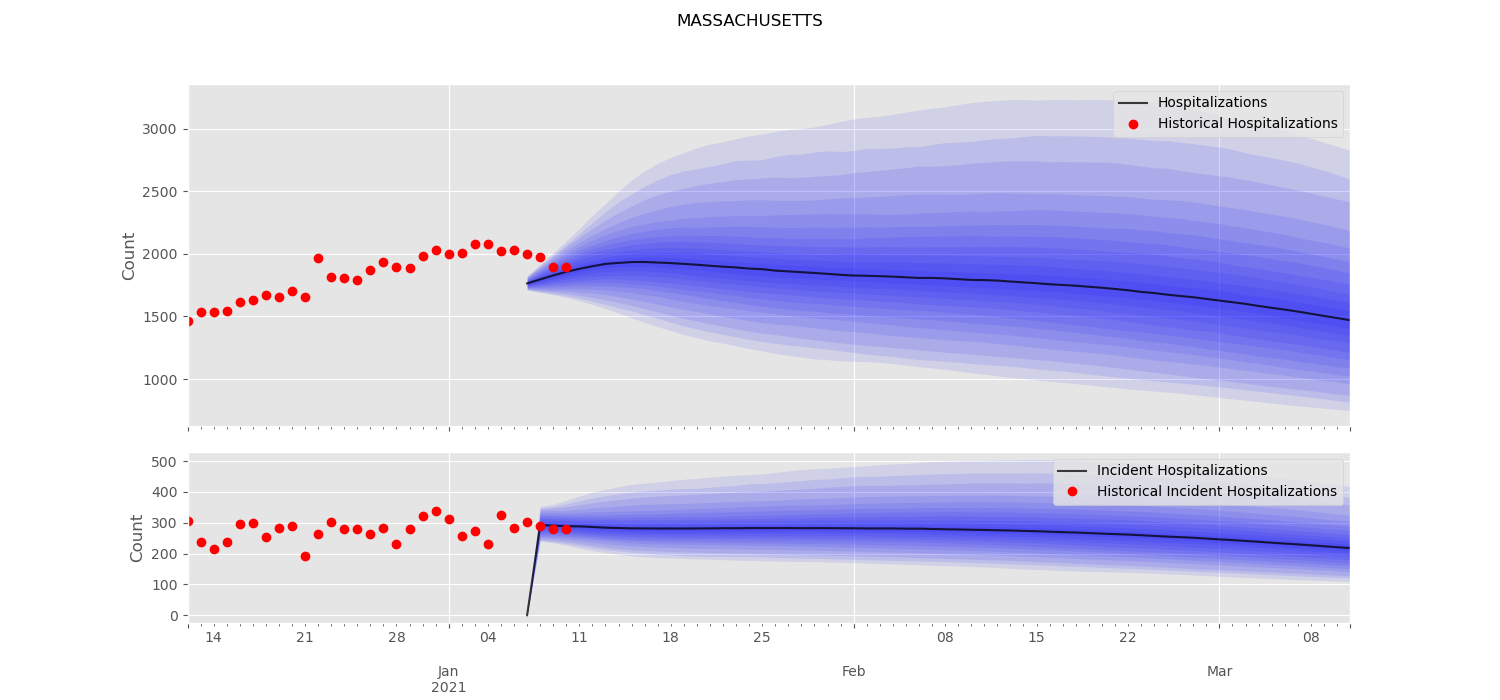 MASSACHUSETTS
Hospitalizations
Historical Hospitalizations
3000
2500
2000
1500
1000
Count
Incident Hospitalizations
Historical Incident Hospitalizations
500
400
300
200
100
0
Count
14 21 28 04 11 18 25 08 15 22 08
Jan Feb Mar
2021